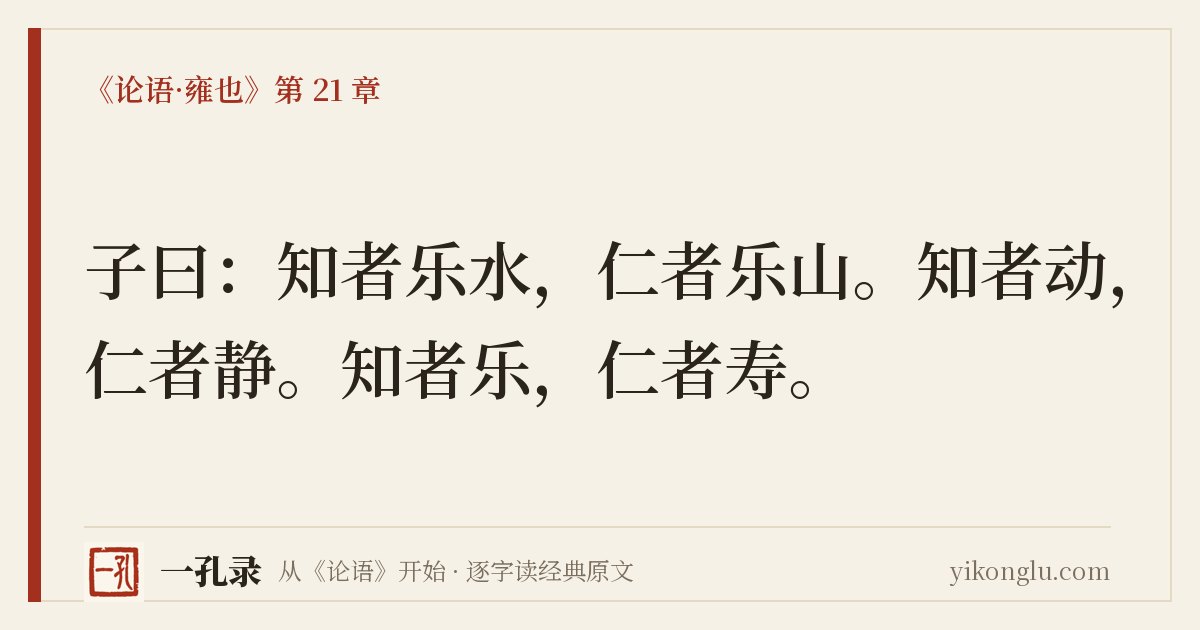 《论语·雍也》第 21 章
子曰：知者乐水，仁者乐山。知者动，
仁者静。知者乐，仁者寿。
一孔
一孔录 从《论语》开始 · 逐字读经典原文 yikonglu.com